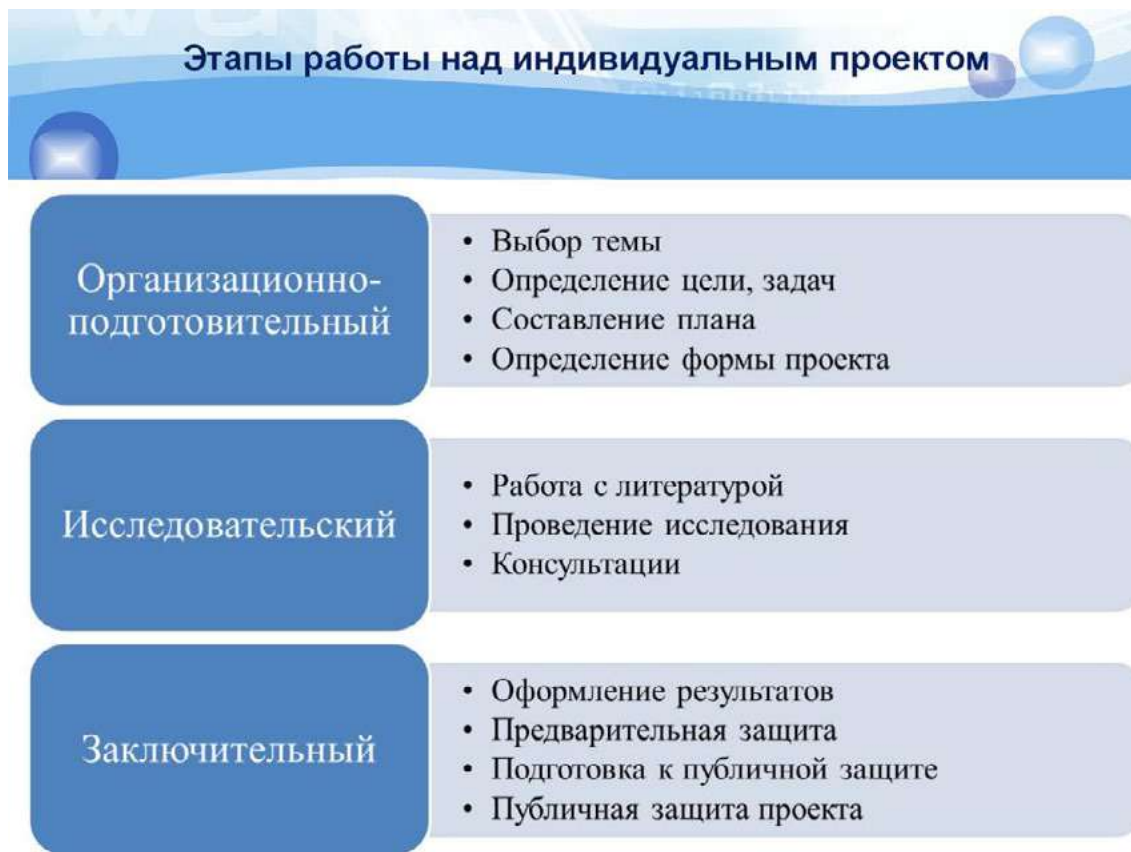 Этапы работы над индивидуальным проектом
Организационно-
подготовительный
• Выбор темы
• Определение цели, задач
• Составление плана
• Определение формы проекта
Исследовательский
• Работа с литературой
• Проведение исследования
• Консультации
Заключительный
• Оформление результатов
• Предварительная защита
• Подготовка к публичной защите
• Публичная защита проекта